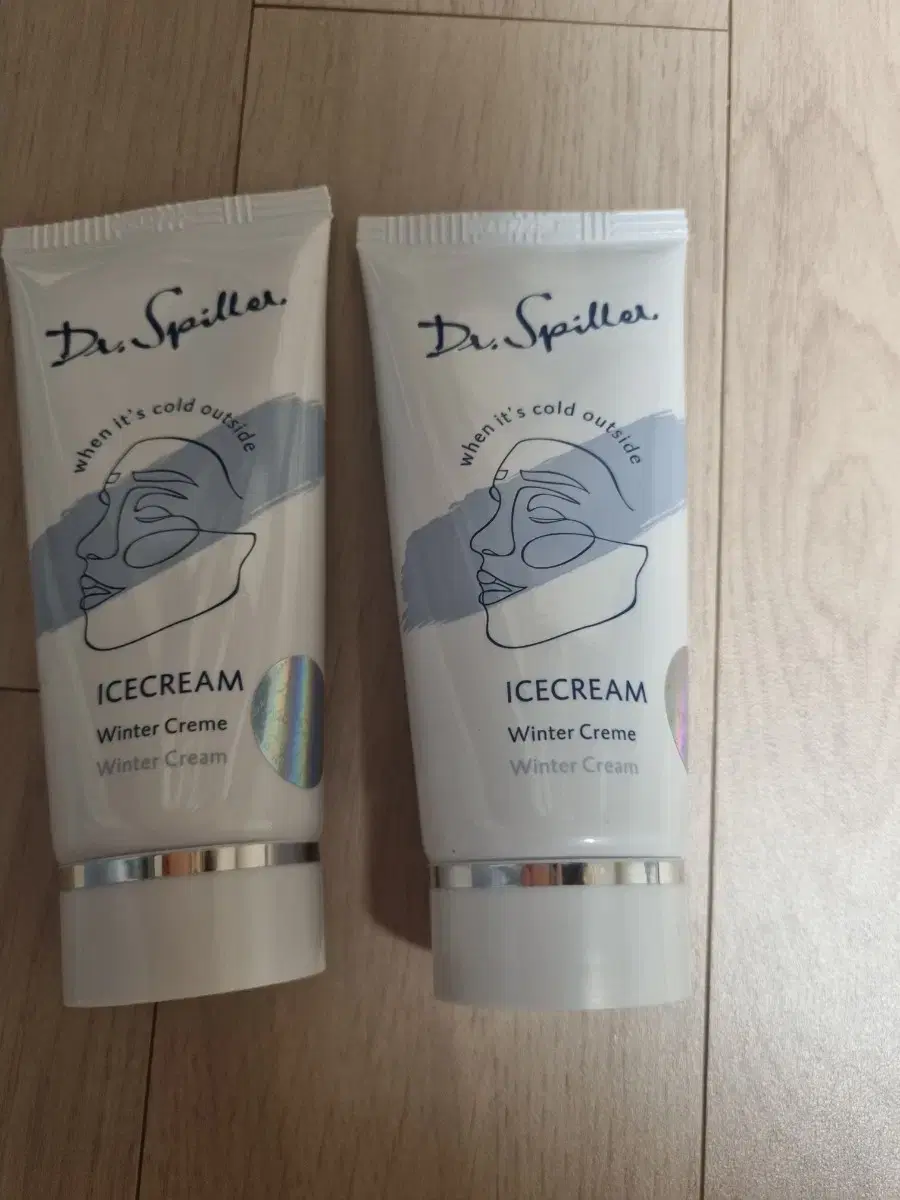 Dr. Spiller.
when it's cold outside
ICECREAM
Winter Creme
Winter Cream
Dr. Spiller.
when it's cold outside
ICECREAM
Winter Creme
Winter Cream